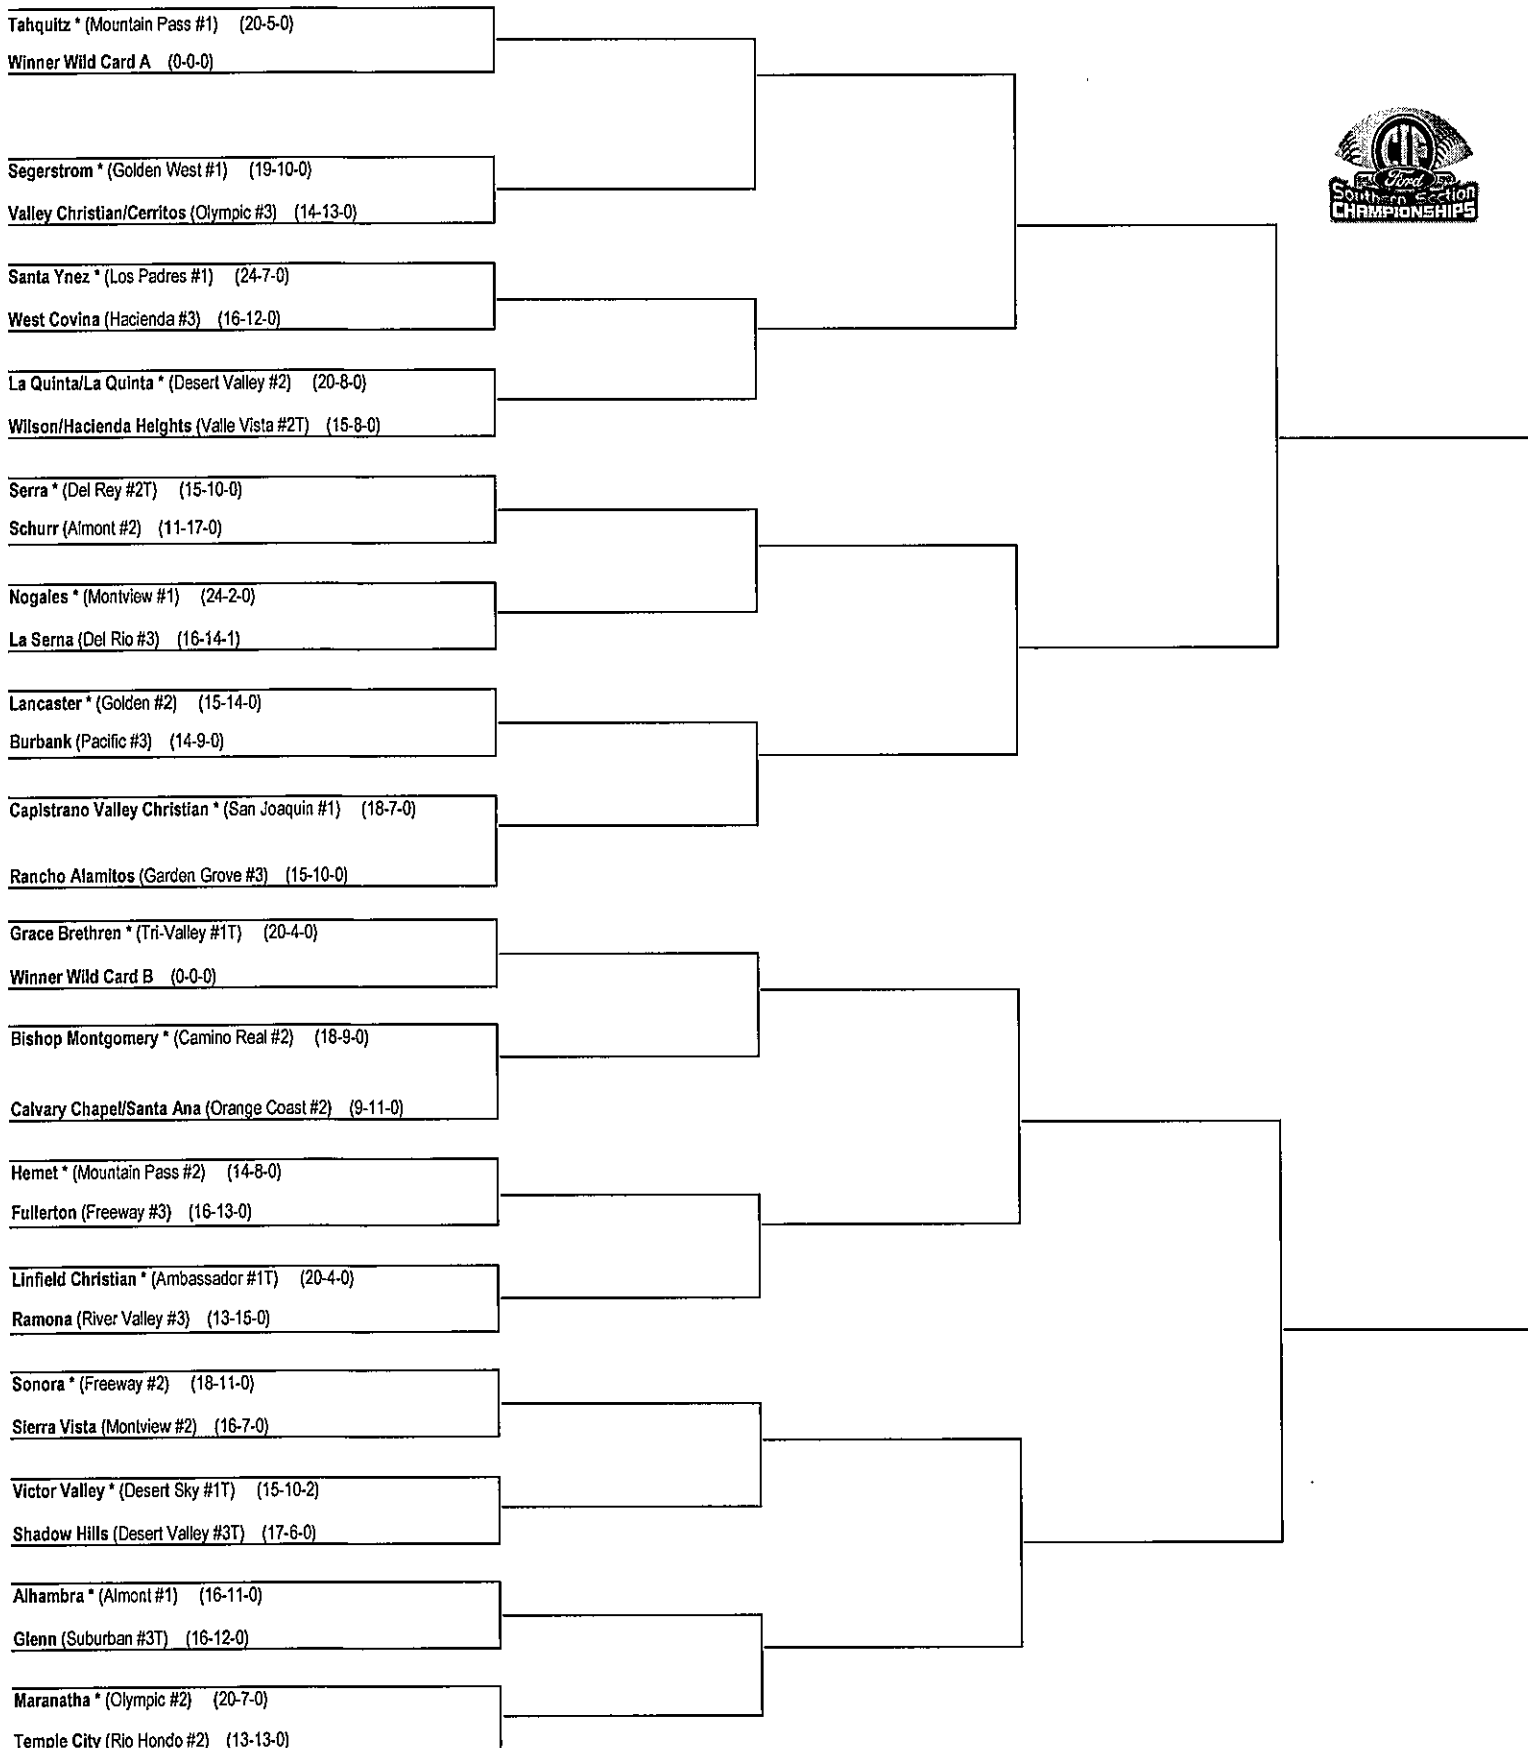 Tahquitz * (Mountain Pass #1) (20-5-0)
Winner Wild Card A (0-0-0)
Segerstrom * (Golden West #1) (19-10-0)
Valley Christian/Cerritos (Olympic #3) (14-13-0)
Santa Ynez * (Los Padres #1) (24-7-0)
West Covina (Hacienda #3) (16-12-0)
La Quinta/La Quinta * (Desert Valley #2) (20-8-0)
Wilson/Hacienda Heights (Valle Vista #2T) (15-8-0)
Serra * (Del Rey #2T) (15-10-0)
Schurr (Almont #2) (11-17-0)
Nogales * (Montview #1) (24-2-0)
La Serna (Del Rio #3) (16-14-1)
Lancaster * (Golden #2) (15-14-0)
Burbank (Pacific #3) (14-9-0)
Capistrano Valley Christian * (San Joaquin #1) (18-7-0)
Rancho Alamitos (Garden Grove #3) (15-10-0)
Grace Brethren * (Tri-Valley #1T) (20-4-0)
Winner Wild Card B (0-0-0)
Bishop Montgomery * (Camino Real #2) (18-9-0)
Calvary Chapel/Santa Ana (Orange Coast #2) (9-11-0)
Hemet * (Mountain Pass #2) (14-8-0)
Fullerton (Freeway #3) (16-13-0)
Linfield Christian * (Ambassador #1T) (20-4-0)
Ramona (River Valley #3) (13-15-0)
Sonora * (Freeway #2) (18-11-0)
Sierra Vista (Montview #2) (16-7-0)
Victor Valley * (Desert Sky #1T) (15-10-2)
Shadow Hills (Desert Valley #3T) (17-6-0)
Alhambra * (Almont #1) (16-11-0)
Glenn (Suburban #3T) (16-12-0)
Maranatha * (Olympic #2) (20-7-0)
Temple City (Rio Hondo #2) (13-13-0)
CIF
Ford
Southern Section
CHAMPIONSHIPS